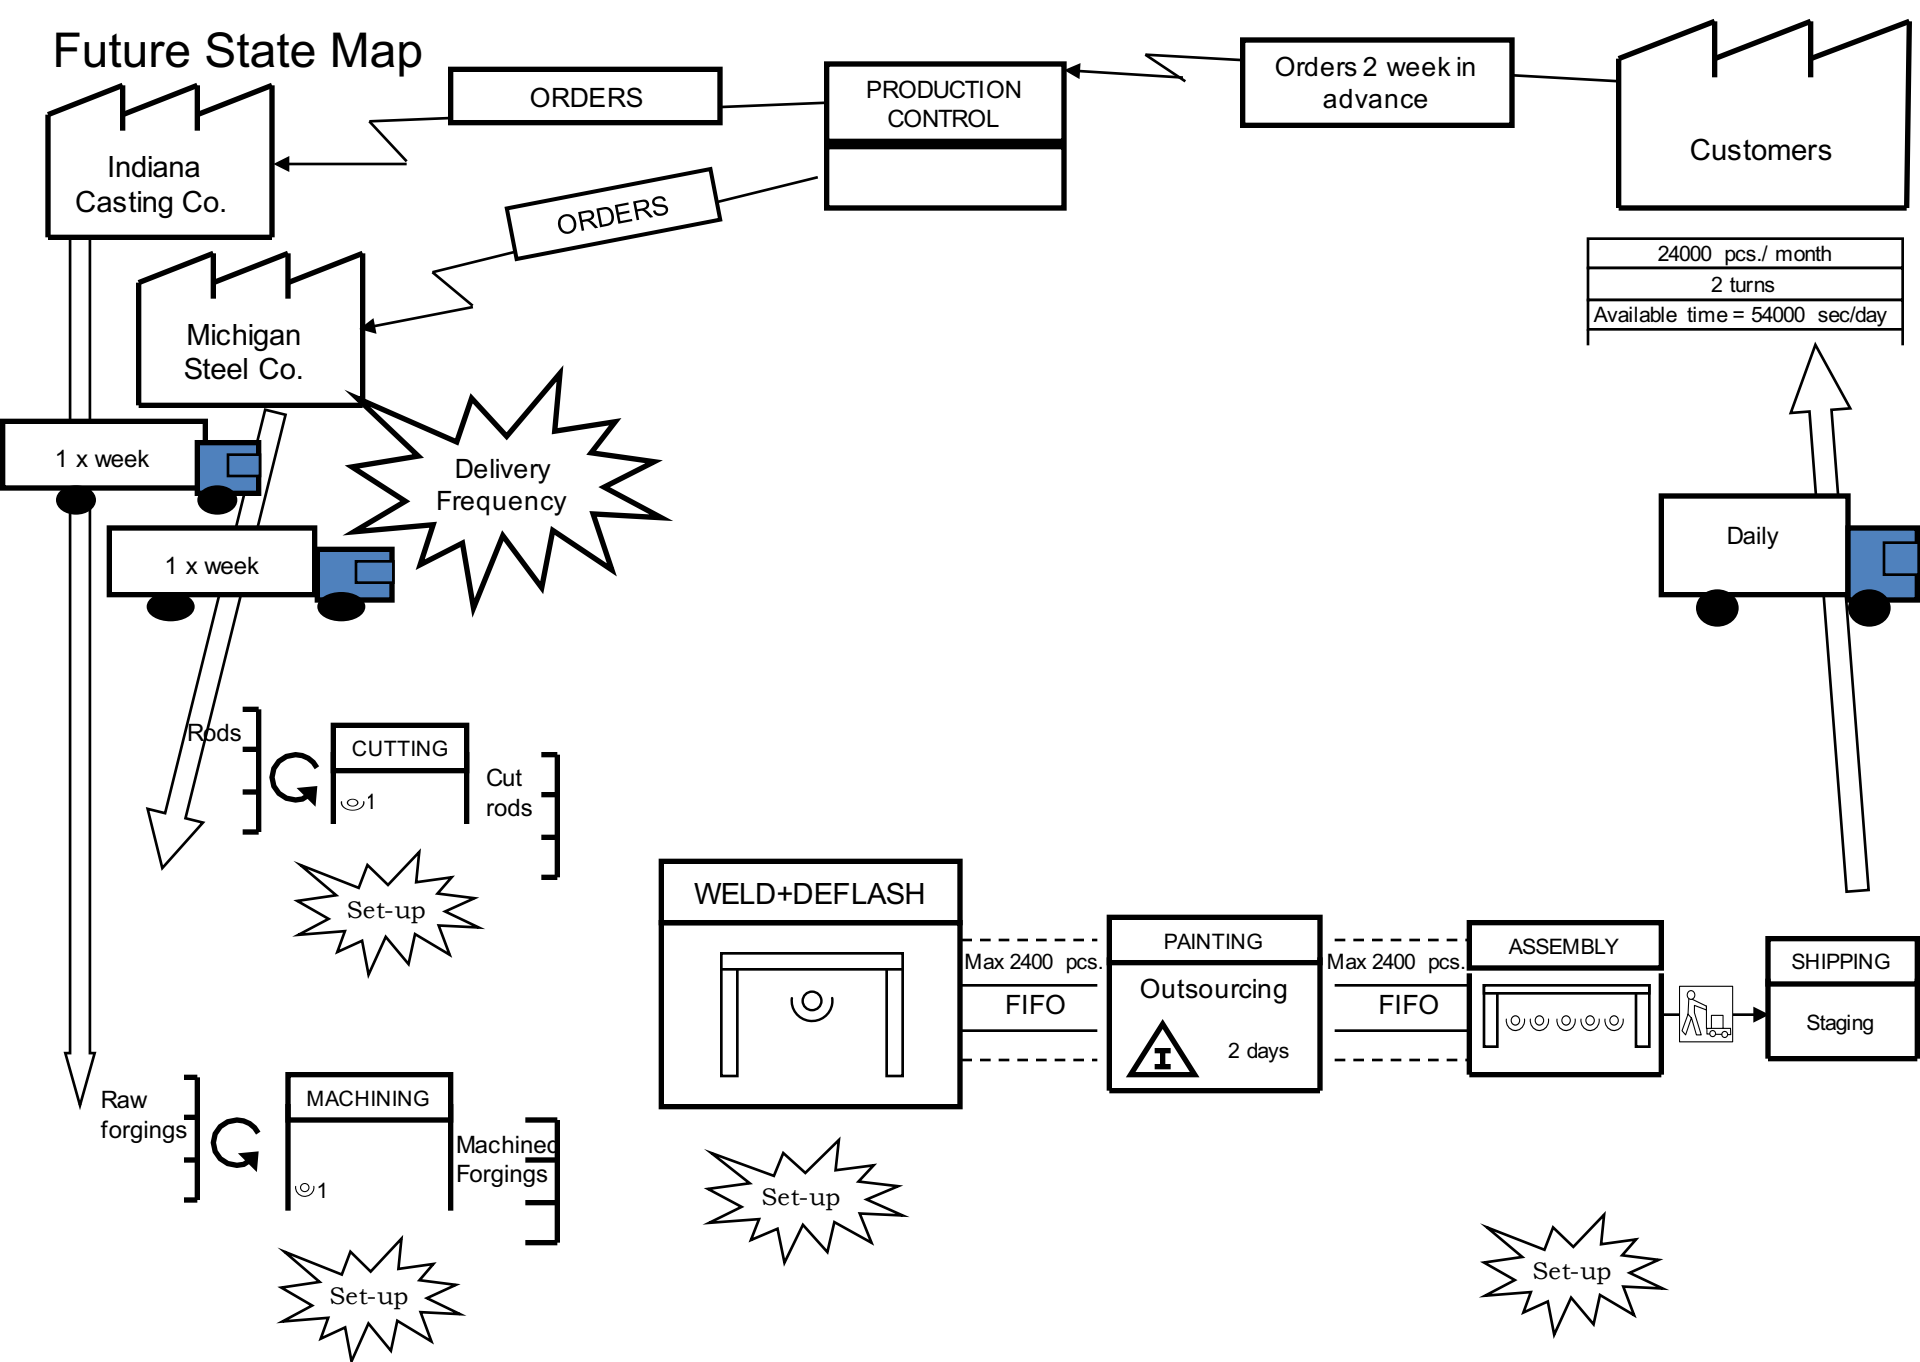 Future State Map
ORDERS
PRODUCTION
CONTROL
Orders 2 week in
advance
Customers
Indiana
Casting Co.
ORDERS
24000 pcs./ month
2 turns
Available time = 54000 sec/day
Michigan
Steel Co.
1 x week
Delivery
Frequency
1 x week
Daily
Rods
CUTTING
1
Cut
rods
Set-up
WELD+DEFLASH
Max 2400 pcs.
FIFO
PAINTING
Outsourcing
I
2 days
Max 2400 pcs.
FIFO
ASSEMBLY
SHIPPING
Staging
Raw
forgings
MACHINING
1
Machined
Forgings
Set-up
Set-up
Set-up